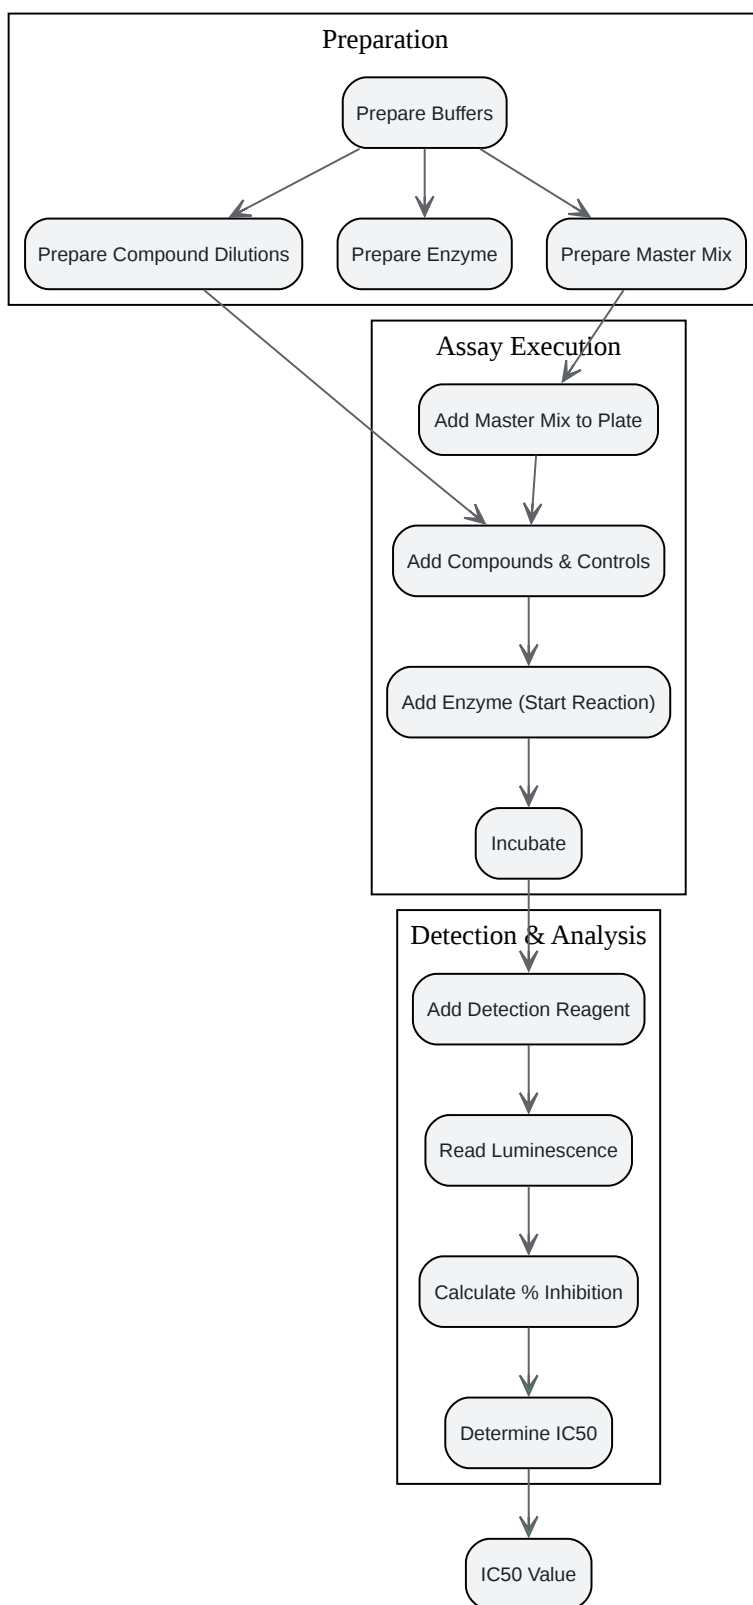 Preparation
Prepare Buffers
Prepare Compound Dilutions
Prepare Enzyme
Prepare Master Mix
Assay Execution
Add Master Mix to Plate
Add Compounds & Controls
Add Enzyme (Start Reaction)
Incubate
Detection & Analysis
Add Detection Reagent
Read Luminescence
Calculate % Inhibition
Determine IC50
IC50 Value